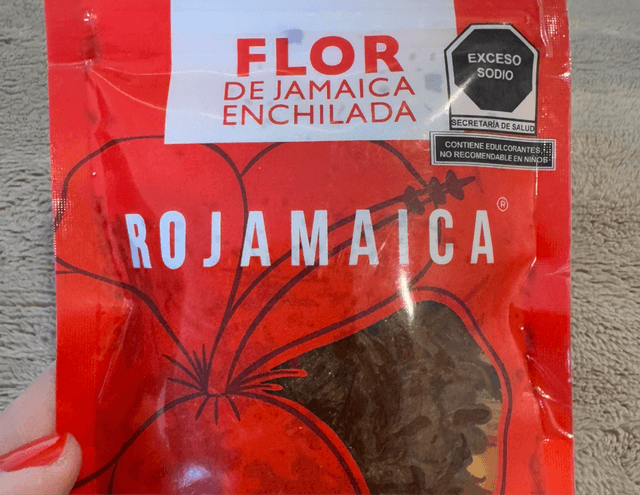 FLOR
DE JAMAICA
ENCHILADA
EXCESO
SODIO
SECRETARÍA DE SALUD
CONTIENE EDULCORANTES,
NO RECOMENDABLE EN NIÑOS
ROJAMAICA®